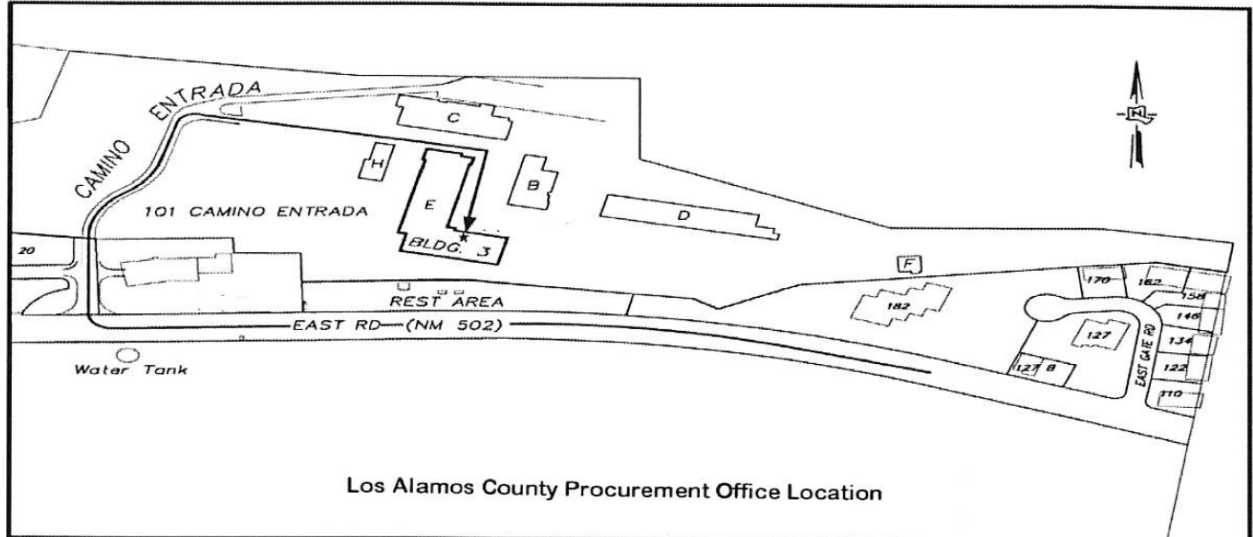 ENTRADA
CAMINO
C
H
B
E
D
101 CAMINO ENTRADA
BLDG. 3
20
F
REST AREA
EAST RD (NM 502)
Water Tank
182
170
162
158
146
127
134
127 B
122
110
EAST GATE RD
N
Los Alamos County Procurement Office Location